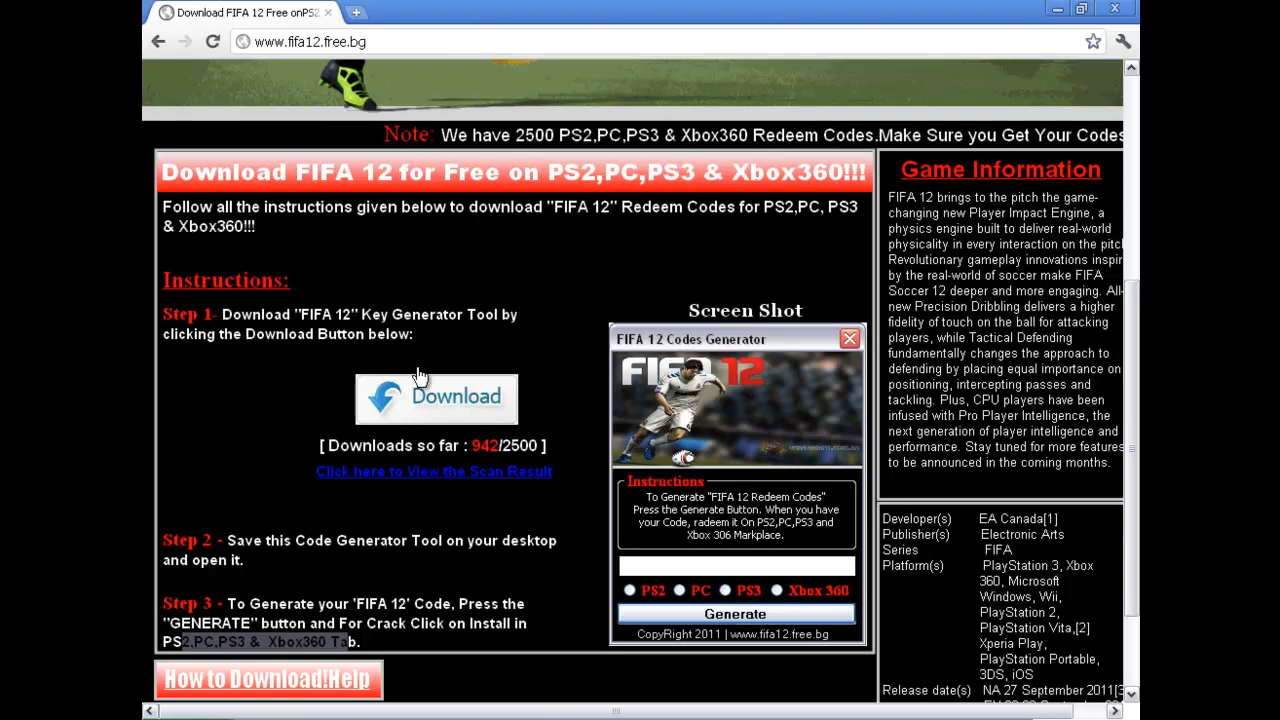 Download FIFA 12 Free onPS2
www.fifa12.free.bg
Note: We have 2500 PS2,PC,PS3 & Xbox360 Redeem Codes.Make Sure you Get Your Codes
Download FIFA 12 for Free on PS2,PC,PS3 & Xbox360!!!
Follow all the instructions given below to download "FIFA 12" Redeem Codes for PS2,PC, PS3
& Xbox360!!!
Instructions:
Step 1- Download "FIFA 12" Key Generator Tool by
clicking the Download Button below:
Download
[ Downloads so far : 942/2500 ]
Click here to View the Scan Result
Step 2 - Save this Code Generator Tool on your desktop
and open it.
Step 3 - To Generate your 'FIFA 12' Code, Press the
"GENERATE" button and For Crack Click on Install in
PS2,PC,PS3 & Xbox360 Tab.
How to Download!Help
Screen Shot
FIFA 12 Codes Generator
FIFA 12
Instructions
To Generate "FIFA 12 Redeem Codes"
Press the Generate Button. When you have
your Code, radeem it On PS2,PC,PS3 and
Xbox 306 Markplace.
PS2 PC PS3 Xbox 360
Generate
CopyRight 2011 | www.fifa12.free.bg
Game Information
FIFA 12 brings to the pitch the game-
changing new Player Impact Engine, a
physics engine built to deliver real-world
physicality in every interaction on the pitc
Revolutionary gameplay innovations inspir
by the real-world of soccer make FIFA
Soccer 12 deeper and more engaging. All-
new Precision Dribbling delivers a higher
fidelity of touch on the ball for attacking
players, while Tactical Defending
fundamentally changes the approach to
defending by placing equal importance on
positioning, intercepting passes and
tackling. Plus, CPU players have been
infused with Pro Player Intelligence, the
next generation of player intelligence and
performance. Stay tuned for more features
to be announced in the coming months.
Developer(s) EA Canada[1]
Publisher(s) Electronic Arts
Series FIFA
Platform(s) PlayStation 3, Xbox
360, Microsoft
Windows, Wii,
PlayStation 2,
PlayStation Vita,[2]
Xperia Play,
PlayStation Portable,
3DS, iOS
Release date(s) NA 27 September 2011[3